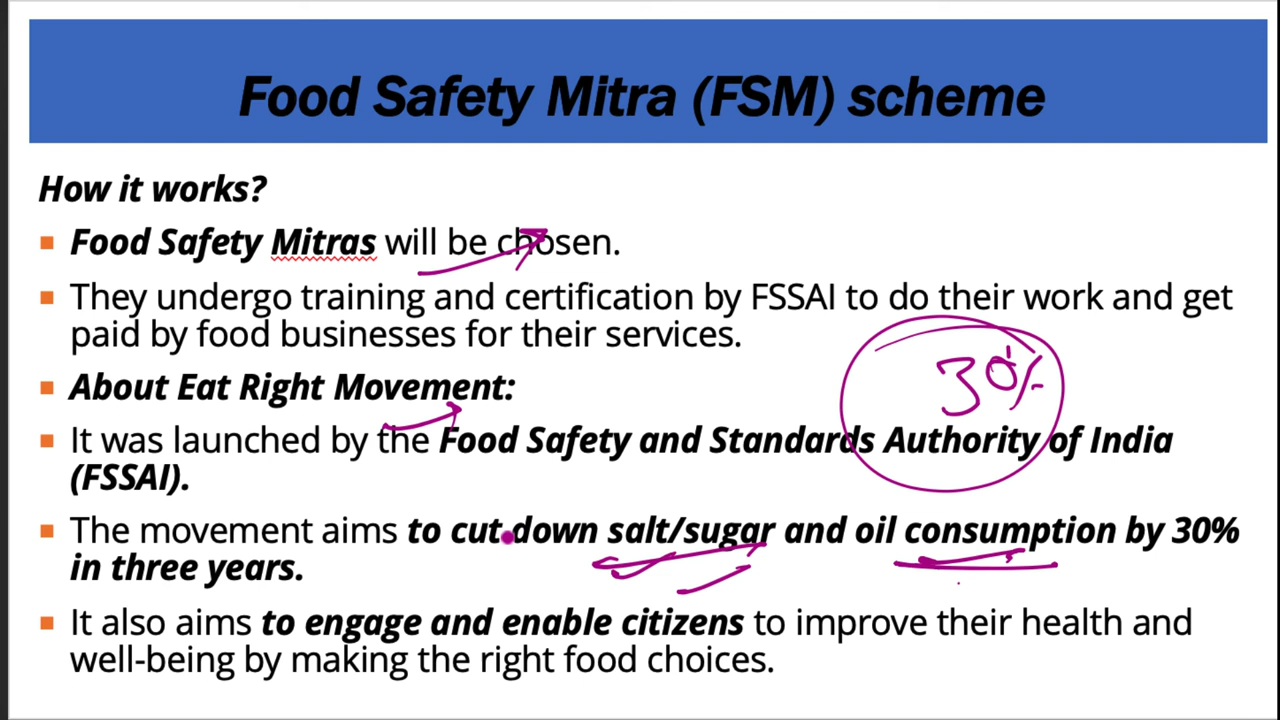 Food Safety Mitra (FSM) scheme
How it works?
Food Safety Mitras will be chosen.
They undergo training and certification by FSSAI to do their work and get
paid by food businesses for their services.
30%
About Eat Right Movement:
It was launched by the Food Safety and Standards Authority of India
(FSSAI).
The movement aims to cut down salt/sugar and oil consumption by 30%
in three years.
It also aims to engage and enable citizens to improve their health and
well-being by making the right food choices.